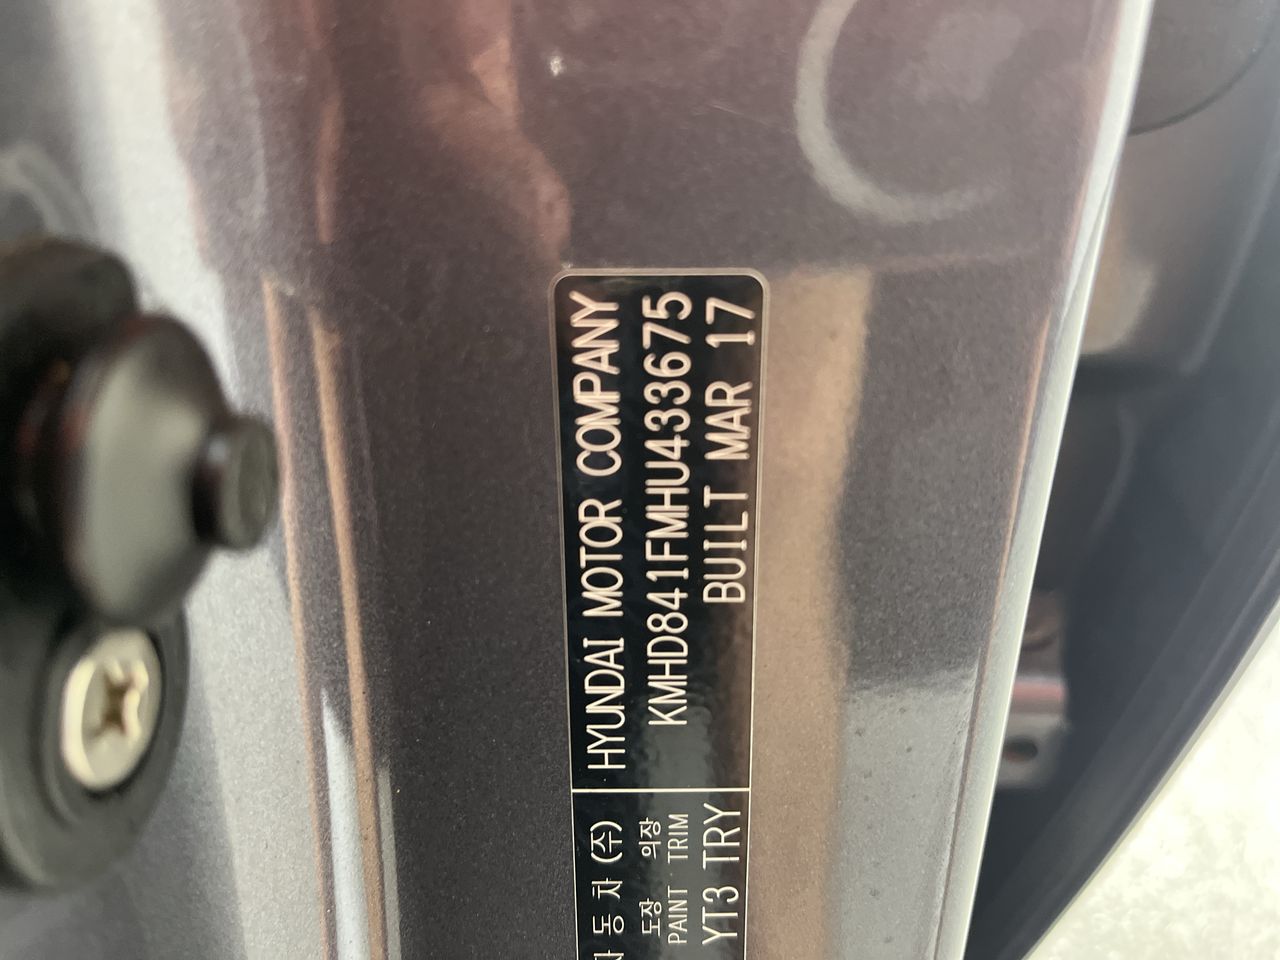 자동차(주)
도장 의장
PAINT TRIM
YT3 TRY
HYUNDAI MOTOR COMPANY
KMHD841FMHU433675
BUILT MAR 17